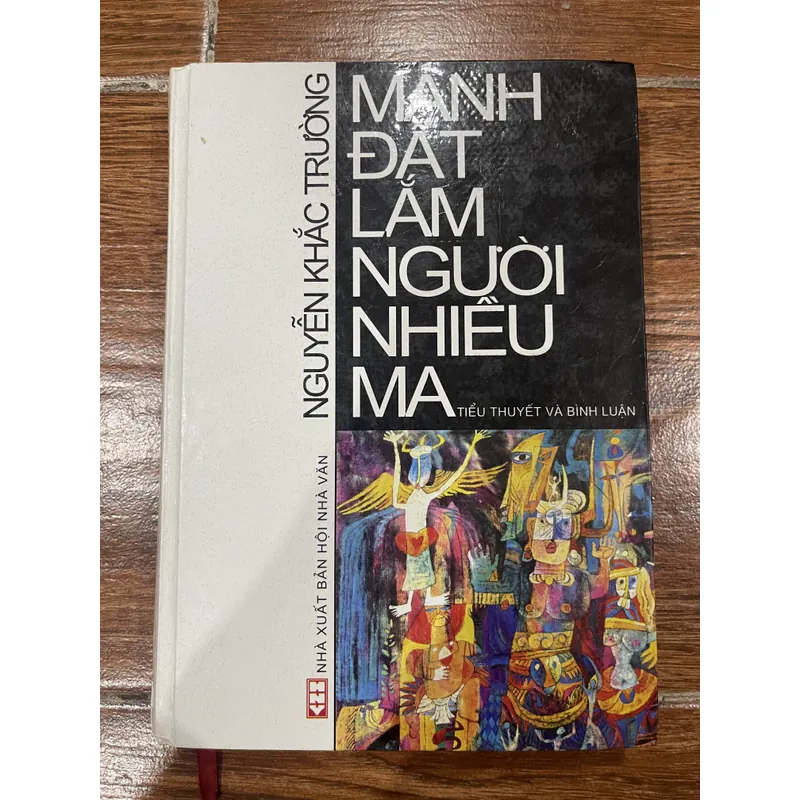 NGUYỄN KHẮC TRƯỜNG
MẢNH
ĐẤT
LẮM
NGƯỜI
NHIỀU
MA
TIỂU THUYẾT VÀ BÌNH LUẬN
NHÀ XUẤT BẢN HỘI NHÀ VĂN